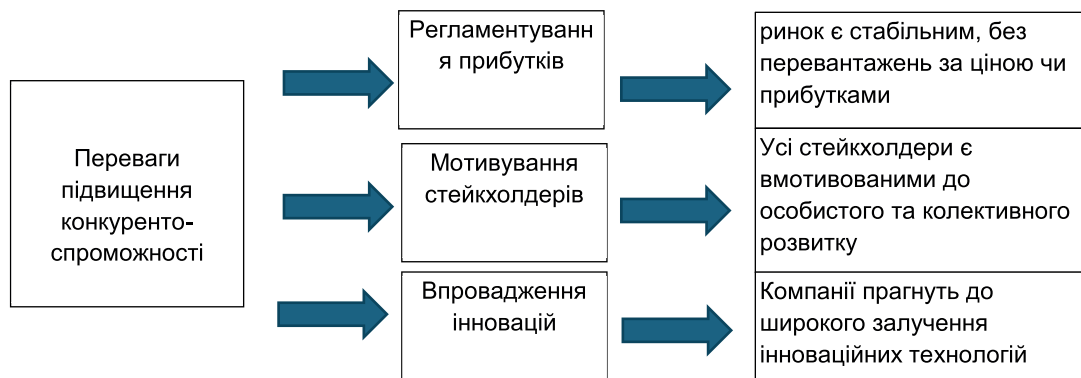 Переваги
підвищення
конкуренто-
спроможності
Регламентуванн
я прибутків
ринок є стабільним, без
перевантажень за ціною чи
прибутками
Мотивування
стейкхолдерів
Усі стейкхолдери є
вмотивованими до
особистого та колективного
розвитку
Впровадження
інновацій
Компанії прагнуть до
широкого залучення
інноваційних технологій